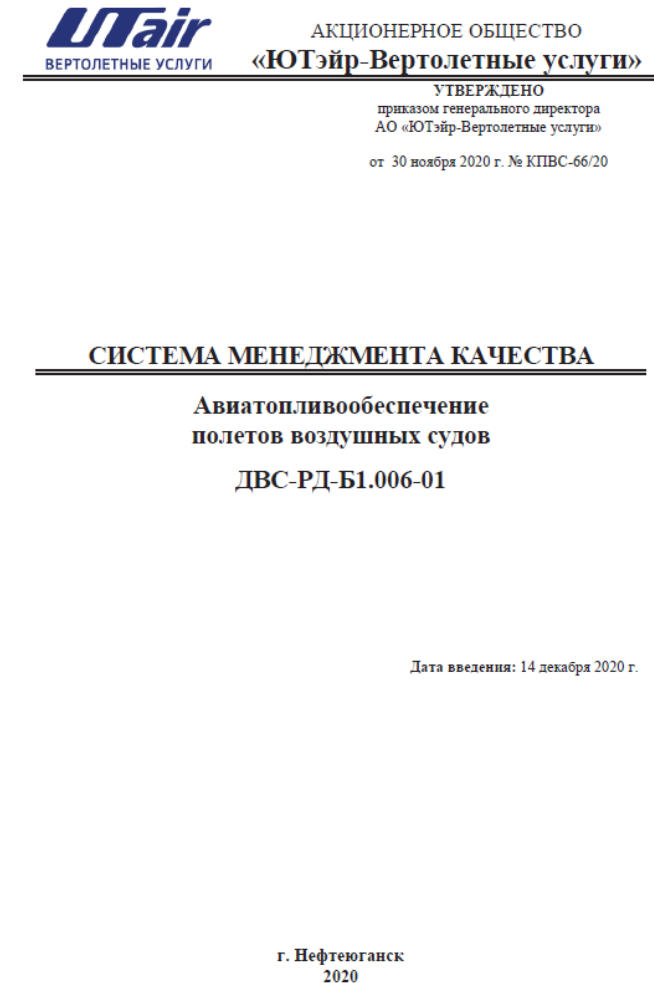 UTair
ВЕРТОЛЕТНЫЕ УСЛУГИ
АКЦИОНЕРНОЕ ОБЩЕСТВО
«ЮТэйр-Вертолетные услуги»
УТВЕРЖДЕНО
приказом генерального директора
АО «ЮТэйр-Вертолетные услуги»
от 30 ноября 2020 г. № КПВС-66/20
СИСТЕМА МЕНЕДЖМЕНТА КАЧЕСТВА
Авиатопливообеспечение
полетов воздушных судов
ДВС-РД-Б1.006-01
Дата введения: 14 декабря 2020 г.
г. Нефтеюганск
2020